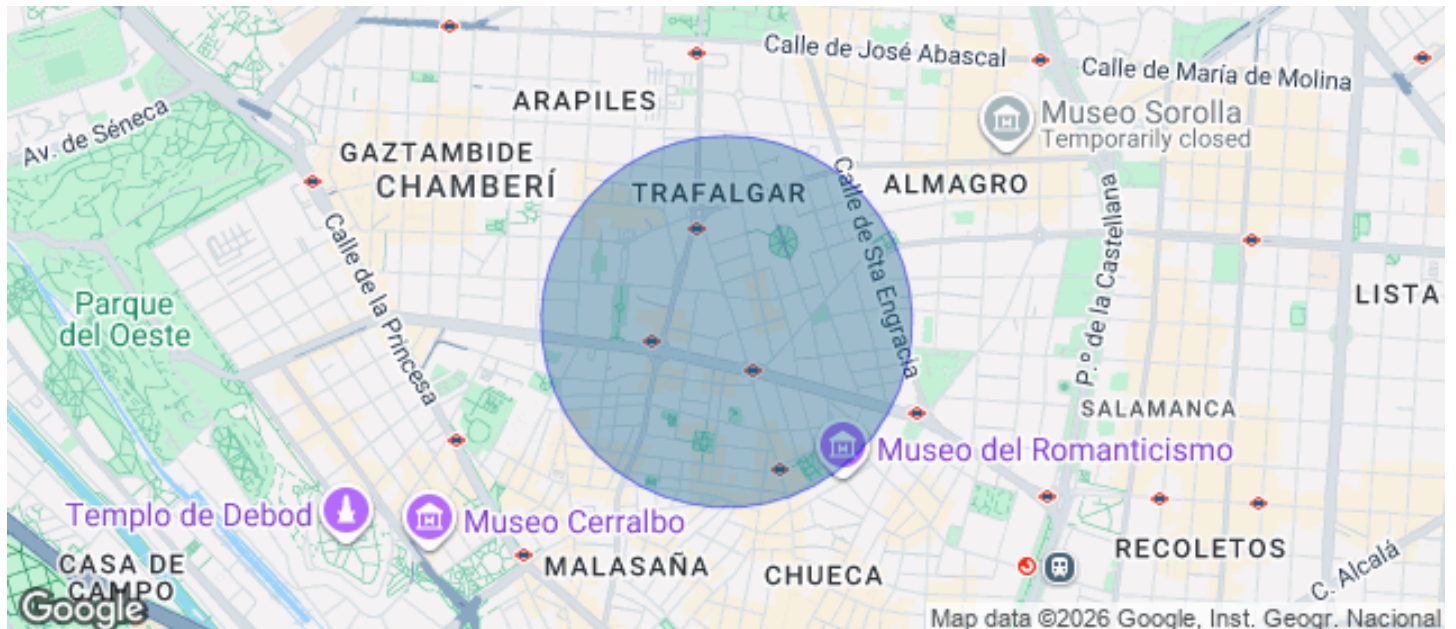 Calle de José Abascal
Calle de María de Molina
ARAPILES
Museo Sorolla
Temporarily closed
Av. de Séneca
GAZTAMBIDE
CHAMBERÍ
TRAFALGAR
ALMAGRO
Calle de Sta Engracia
P.º de la Castellana
Calle de la Princesa
Parque
del Oeste
LISTA
SALAMANCA
Museo del Romanticismo
Templo de Debod
Museo Cerralbo
MALASAÑA
CHUECA
RECOLETOS
CASA DE
CAMPO
C. Alcalá
Google
Map data ©2026 Google, Inst. Geogr. Nacional